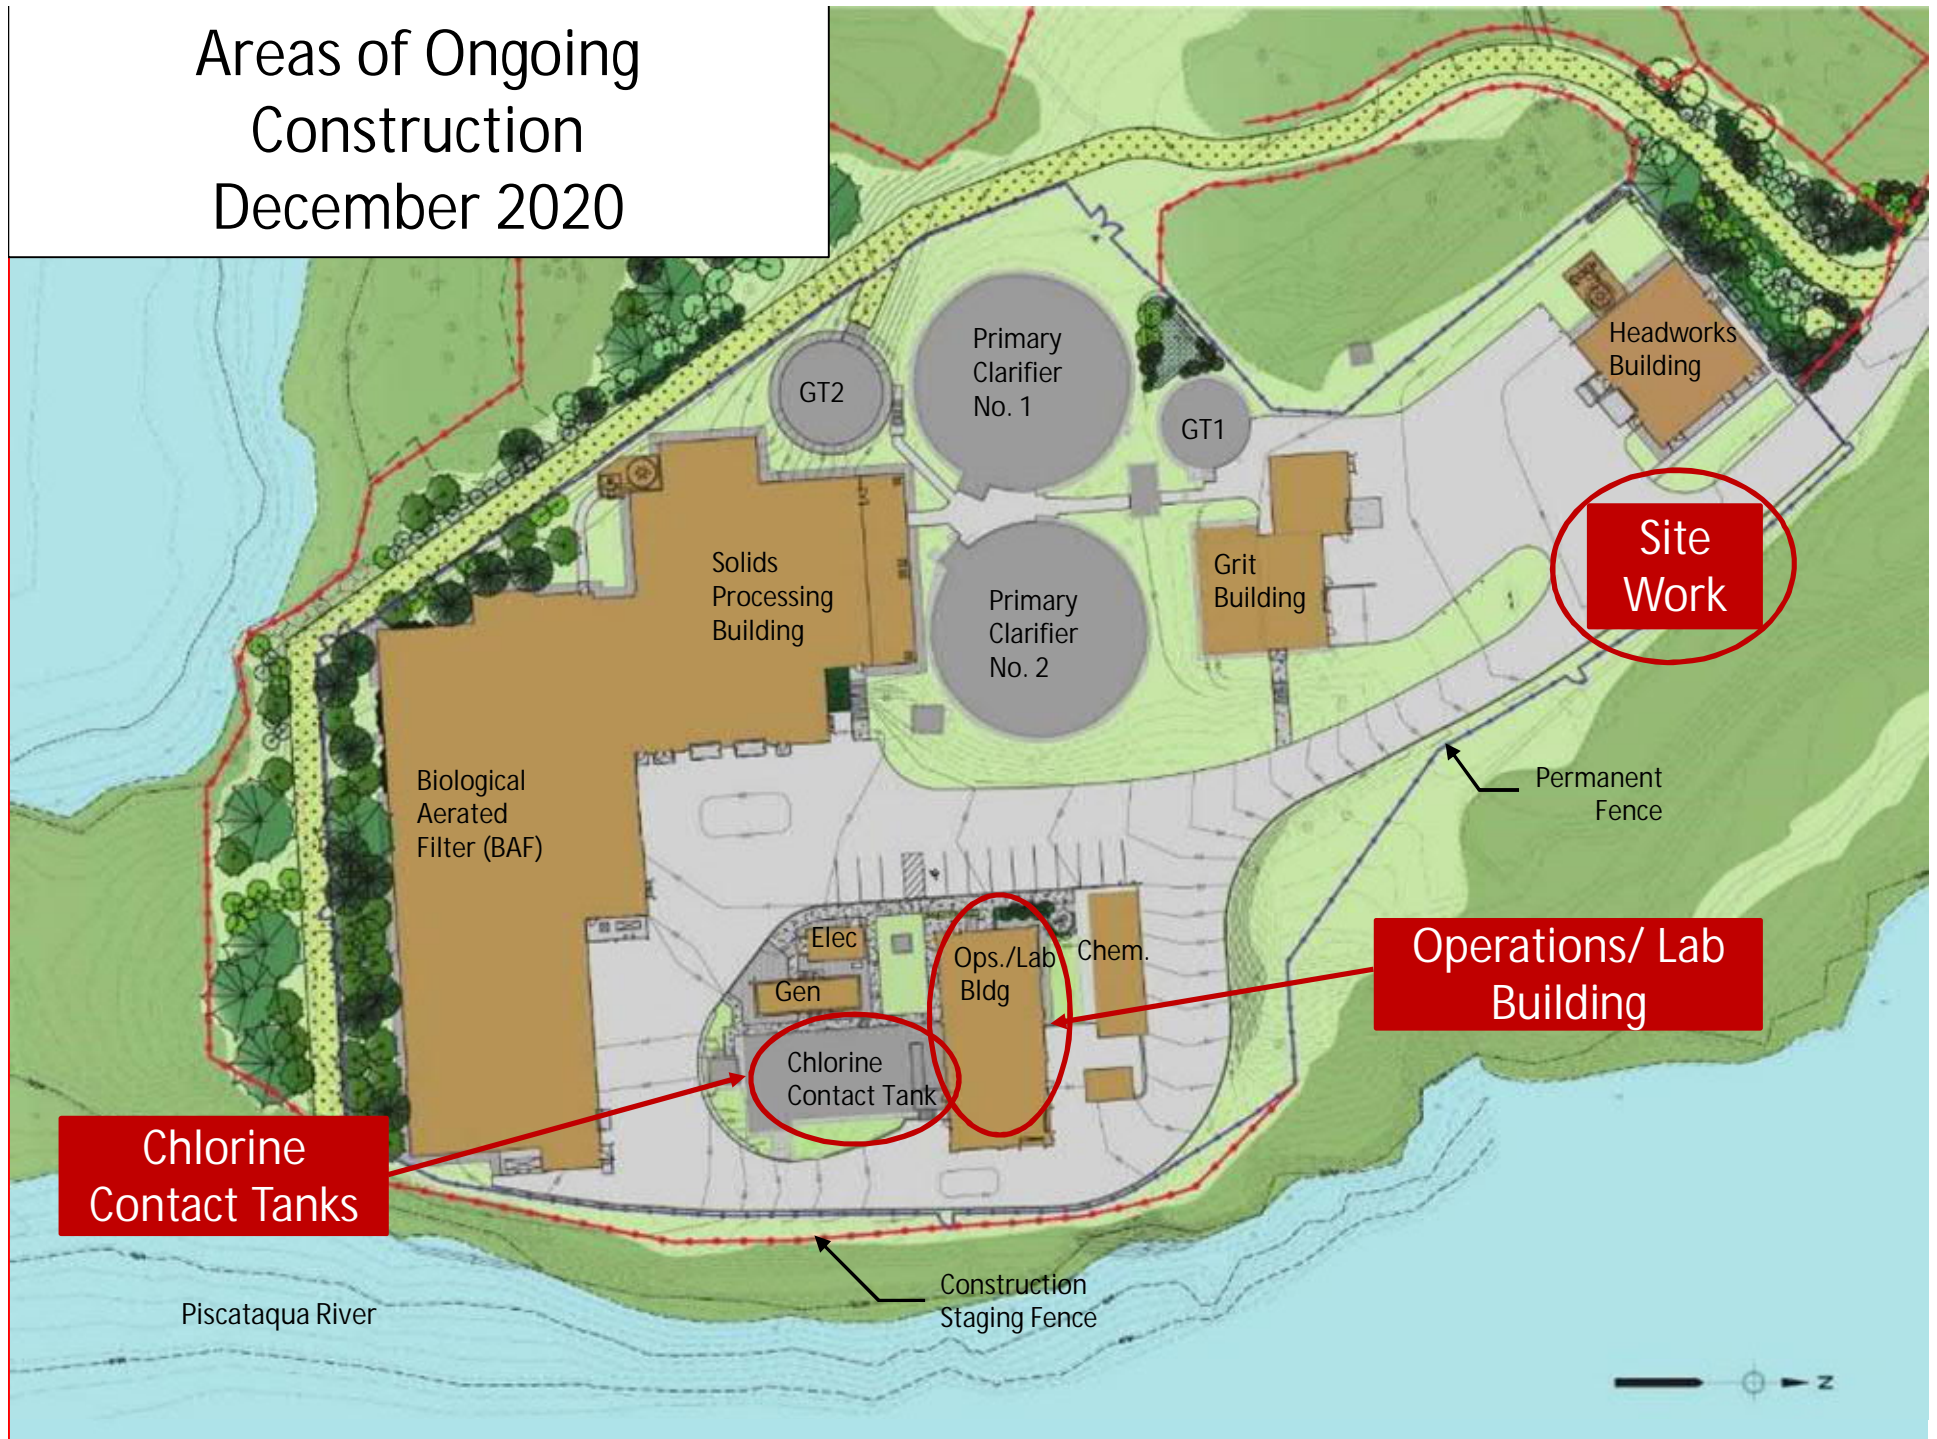 Areas of Ongoing
Construction
December 2020
Primary
Clarifier
No. 1
GT2
GT1
Headworks
Building
Solids
Processing
Building
Primary
Clarifier
No. 2
Grit
Building
Site
Work
Biological
Aerated
Filter (BAF)
Permanent
Fence
Elec
Gen
Ops./Lab
Bldg
Chem.
Operations/ Lab
Building
Chlorine
Contact Tank
Chlorine
Contact Tanks
Construction
Staging Fence
Piscataqua River
N